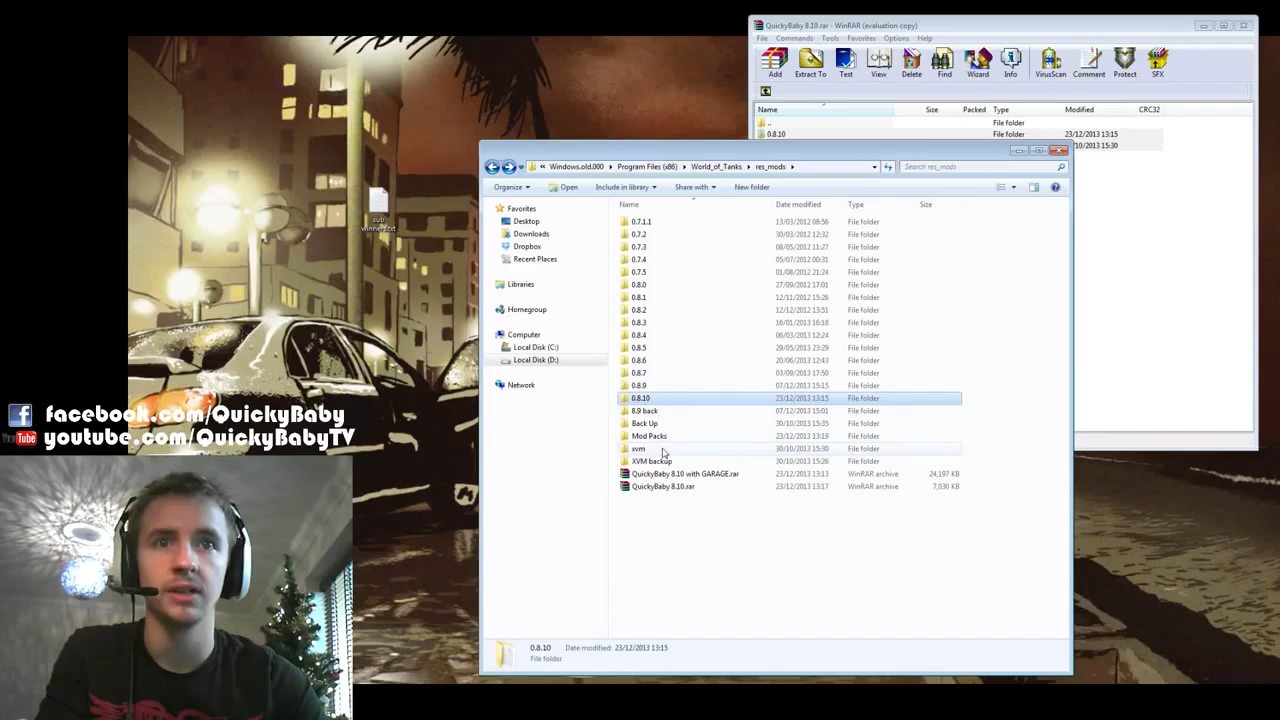 QuickyBaby 8.10.rar - WinRAR (evaluation copy)
File Commands Tools Favorites Options Help
Add Extract To Test View Delete Find Wizard Info VirusScan Comment Protect SFX
Name Size Packed Type Modified CRC32
.. File folder
0.8.10 File folder 23/12/2013 13:15
10/2013 15:30
« Windows.old.000 Program Files (x86) World_of_Tanks res_mods Search res_mods
Organize Open Include in library Share with New folder
Name Date modified Type Size
Favorites
Desktop
Downloads
Dropbox
Recent Places
Libraries
Homegroup
Computer
Local Disk (C:)
Local Disk (D:)
Network
0.7.1.1 13/03/2012 08:56 File folder
0.7.2 30/03/2012 12:32 File folder
0.7.3 08/05/2012 11:27 File folder
0.7.4 05/07/2012 00:31 File folder
0.7.5 01/08/2012 21:24 File folder
0.8.0 27/09/2012 17:01 File folder
0.8.1 12/11/2012 15:26 File folder
0.8.2 12/12/2012 13:51 File folder
0.8.3 16/01/2013 16:18 File folder
0.8.4 06/03/2013 12:24 File folder
0.8.5 29/05/2013 23:29 File folder
0.8.6 20/06/2013 12:43 File folder
0.8.7 03/09/2013 17:50 File folder
0.8.9 07/12/2013 15:15 File folder
0.8.10 23/12/2013 13:15 File folder
8.9 back 07/12/2013 15:01 File folder
Back Up 30/10/2013 15:35 File folder
Mod Packs 23/12/2013 13:19 File folder
xvm 30/10/2013 15:30 File folder
XVM backup 30/10/2013 15:26 File folder
QuickyBaby 8.10 with GARAGE.rar 23/12/2013 13:13 WinRAR archive 24,197 KB
QuickyBaby 8.10.rar 23/12/2013 13:17 WinRAR archive 7,030 KB
0.8.10 Date modified: 23/12/2013 13:15
File folder
sub
winners.txt
facebook.com/QuickyBaby
You Tube youtube.com/QuickyBabyTV